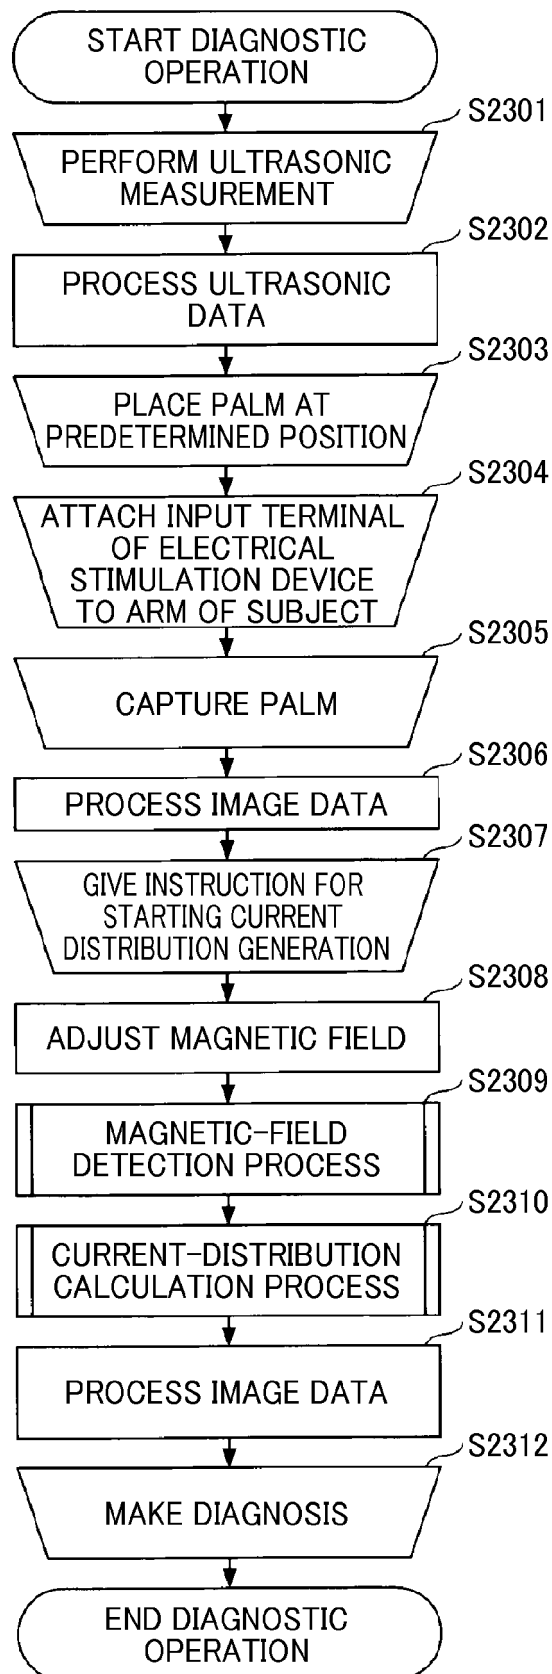 START DIAGNOSTIC
OPERATION
S2301
PERFORM ULTRASONIC
MEASUREMENT
S2302
PROCESS ULTRASONIC
DATA
S2303
PLACE PALM AT
PREDETERMINED POSITION
S2304
ATTACH INPUT TERMINAL
OF ELECTRICAL
STIMULATION DEVICE
TO ARM OF SUBJECT
S2305
CAPTURE PALM
S2306
PROCESS IMAGE DATA
S2307
GIVE INSTRUCTION FOR
STARTING CURRENT
DISTRIBUTION GENERATION
S2308
ADJUST MAGNETIC FIELD
S2309
MAGNETIC-FIELD
DETECTION PROCESS
S2310
CURRENT-DISTRIBUTION
CALCULATION PROCESS
S2311
PROCESS IMAGE DATA
S2312
MAKE DIAGNOSIS
END DIAGNOSTIC
OPERATION